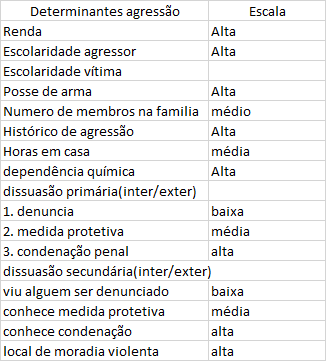 Determinantes agressão Escala
Renda Alta
Escolaridade agressor Alta
Escolaridade vítima
Posse de arma Alta
Numero de membros na familia médio
Histórico de agressão Alta
Horas em casa média
dependência química Alta
dissuasão primária(inter/exter)
1. denuncia baixa
2. medida protetiva média
3. condenação penal alta
dissuasão secundária(inter/exter)
viu alguem ser denunciado baixa
conhece medida protetiva média
conhece condenação alta
local de moradia violenta alta